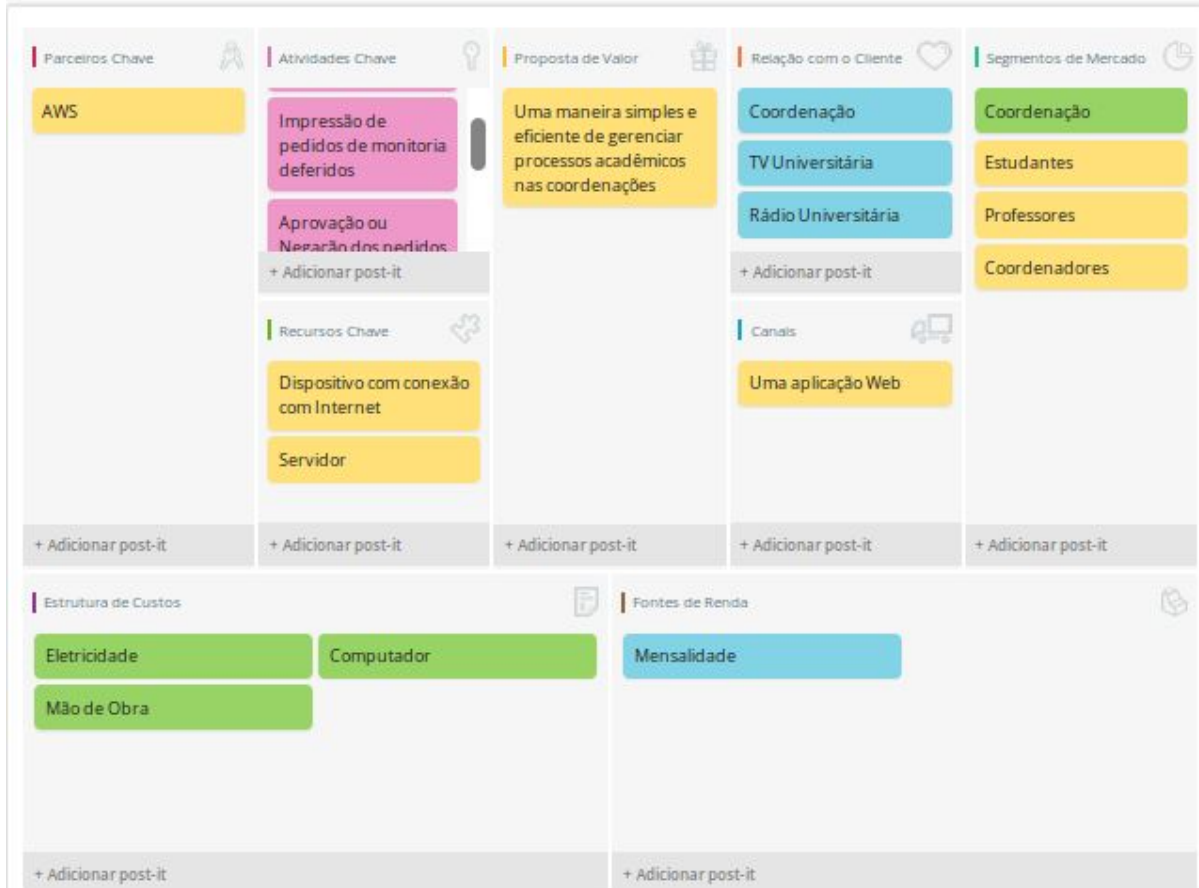 Parceiros Chave
AWS
+ Adicionar post-it
Atividades Chave
Impressão de
pedidos de monitoria
deferidos
Aprovação ou
Negação dos pedidos
+ Adicionar post-it
Recursos Chave
Dispositivo com conexão
com Internet
Servidor
+ Adicionar post-it
Proposta de Valor
Uma maneira simples e
eficiente de gerenciar
processos acadêmicos
nas coordenações
+ Adicionar post-it
Relação com o Cliente
Coordenação
TV Universitária
Rádio Universitária
+ Adicionar post-it
Canais
Uma aplicação Web
+ Adicionar post-it
Segmentos de Mercado
Coordenação
Estudantes
Professores
Coordenadores
+ Adicionar post-it
Estrutura de Custos
Eletricidade
Computador
Mão de Obra
+ Adicionar post-it
Fontes de Renda
Mensalidade
+ Adicionar post-it